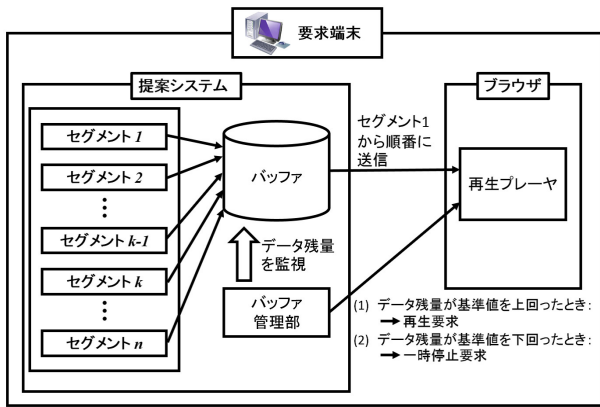 要求端末
提案システム
ブラウザ
セグメント 1
セグメント 2
⋮
セグメント k-1
セグメント k
⋮
セグメント n
バッファ
セグメント1
から順番に
送信
再生プレーヤ
データ残量
を監視
バッファ
管理部
(1) データ残量が基準値を上回ったとき:
➞ 再生要求
(2) データ残量が基準値を下回ったとき:
➞ 一時停止要求